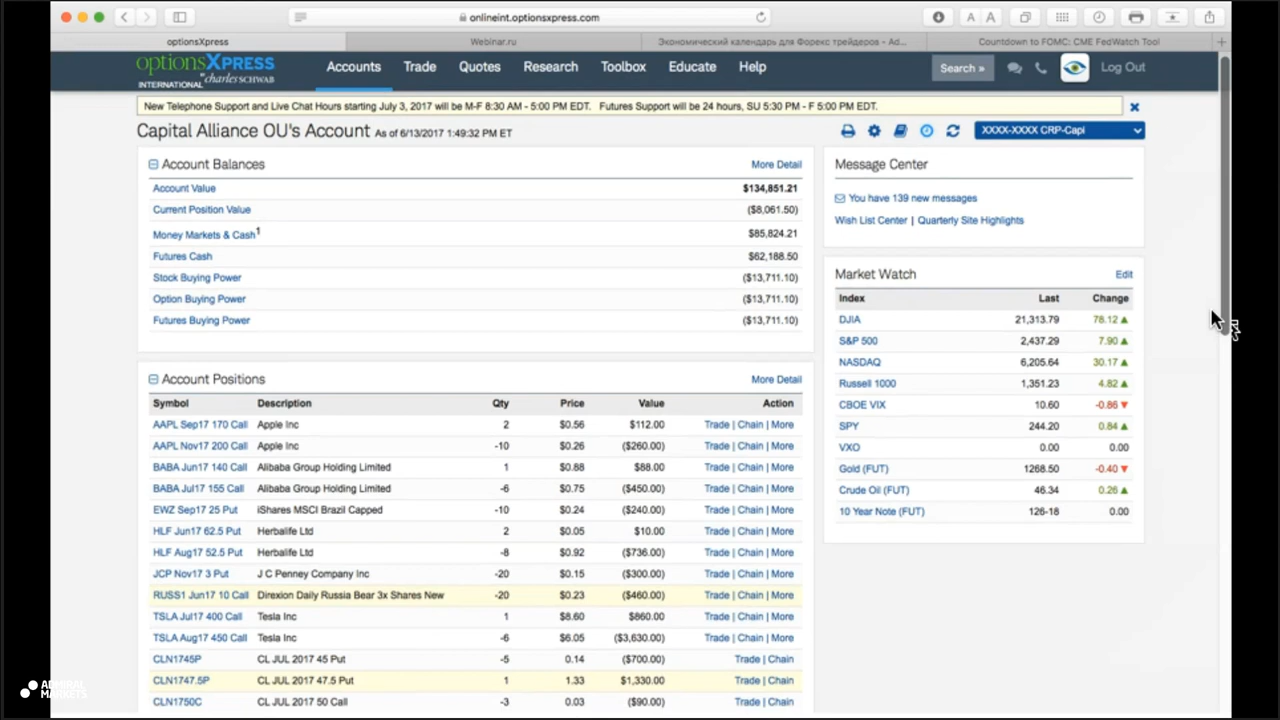 onlineint.optionsxpress.com
A A
optionsXpress
Webinar.ru
Экономический календарь для Форекс трейдеров - Ad...
Countdown to FOMC: CME FedWatch Tool
optionsXpress
INTERNATIONAL by charles SCHWAB
Accounts Trade Quotes Research Toolbox Educate Help
Search » Log Out
New Telephone Support and Live Chat Hours starting July 3, 2017 will be M-F 8:30 AM - 5:00 PM EDT. Futures Support will be 24 hours, SU 5:30 PM - F 5:00 PM EDT.
Capital Alliance OU's Account As of 6/13/2017 1:49:32 PM ET
XXXX-XXXX CRP-Capi
Account Balances More Detail
Account Value $134,851.21
Current Position Value ($8,061.50)
Money Markets & Cash1 $85,824.21
Futures Cash $62,188.50
Stock Buying Power ($13,711.10)
Option Buying Power ($13,711.10)
Futures Buying Power ($13,711.10)
Account Positions More Detail
Symbol Description Qty Price Value Action
AAPL Sep17 170 Call Apple Inc 2 $0.56 $112.00 Trade | Chain | More
AAPL Nov17 200 Call Apple Inc -10 $0.26 ($260.00) Trade | Chain | More
BABA Jun17 140 Call Alibaba Group Holding Limited 1 $0.88 $88.00 Trade | Chain | More
BABA Jul17 155 Call Alibaba Group Holding Limited -6 $0.75 ($450.00) Trade | Chain | More
EWZ Sep17 25 Put iShares MSCI Brazil Capped -10 $0.24 ($240.00) Trade | Chain | More
HLF Jun17 62.5 Put Herbalife Ltd 2 $0.05 $10.00 Trade | Chain | More
HLF Aug17 52.5 Put Herbalife Ltd -8 $0.92 ($736.00) Trade | Chain | More
JCP Nov17 3 Put J C Penney Company Inc -20 $0.15 ($300.00) Trade | Chain | More
RUSS1 Jun17 10 Call Direxion Daily Russia Bear 3x Shares New -20 $0.23 ($460.00) Trade | Chain | More
TSLA Jul17 400 Call Tesla Inc 1 $8.60 $860.00 Trade | Chain | More
TSLA Aug17 450 Call Tesla Inc -6 $6.05 ($3,630.00) Trade | Chain | More
CLN1745P CL JUL 2017 45 Put -5 0.14 ($700.00) Trade | Chain
CLN1747.5P CL JUL 2017 47.5 Put 1 1.33 $1,330.00 Trade | Chain
CLN1750C CL JUL 2017 50 Call -3 0.03 ($90.00) Trade | Chain
Message Center
You have 139 new messages
Wish List Center | Quarterly Site Highlights
Market Watch Edit
Index Last Change
DJIA 21,313.79 78.12
S&P 500 2,437.29 7.90
NASDAQ 6,205.64 30.17
Russell 1000 1,351.23 4.82
CBOE VIX 10.60 -0.86
SPY 244.20 0.84
VXO 0.00 0.00
Gold (FUT) 1268.50 -0.40
Crude Oil (FUT) 46.34 0.26
10 Year Note (FUT) 126-18 0.00
ADMIRAL
MARKETS